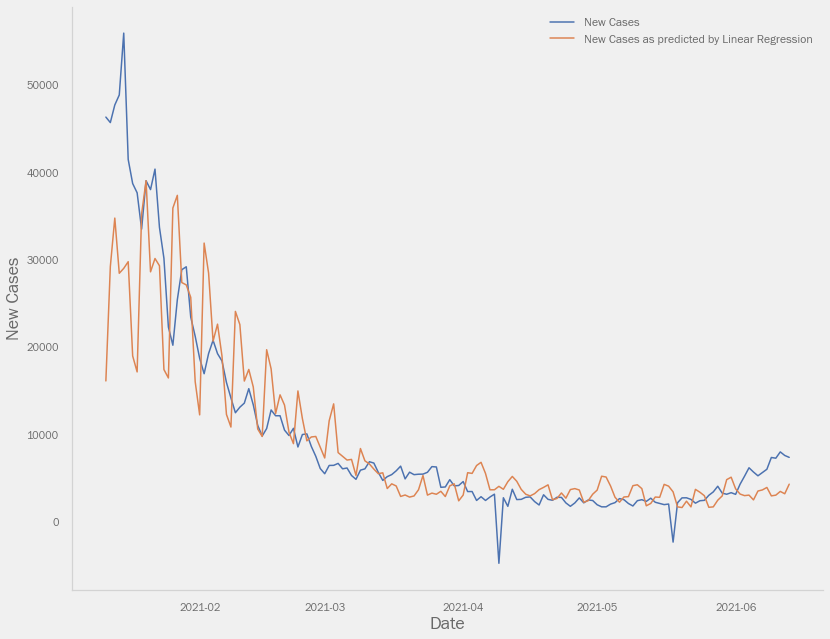 New Cases
New Cases as predicted by Linear Regression
50000
40000
30000
20000
10000
0
New Cases
2021-02
2021-03
2021-04
2021-05
2021-06
Date